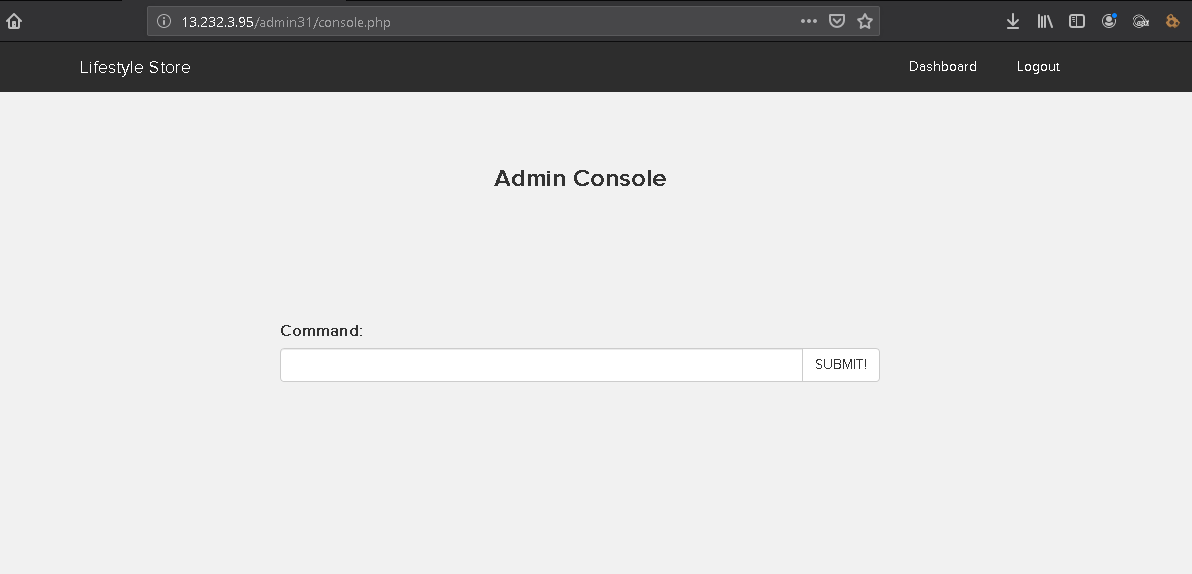 13.232.3.95/admin31/console.php
Lifestyle Store
Dashboard
Logout
Admin Console
Command:
SUBMIT!